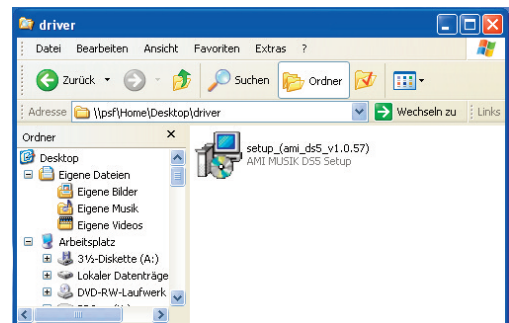 driver
Datei Bearbeiten Ansicht Favoriten Extras ?
Zurück Suchen Ordner
Adresse \\psf\Home\Desktop\driver Wechseln zu Links
Ordner
Desktop
Eigene Dateien
Eigene Bilder
Eigene Musik
Eigene Videos
Arbeitsplatz
3½-Diskette (A:)
Lokaler Datenträge
DVD-RW-Laufwerk
setup_(ami_ds5_v1.0.57)
AMI MUSIK DS5 Setup